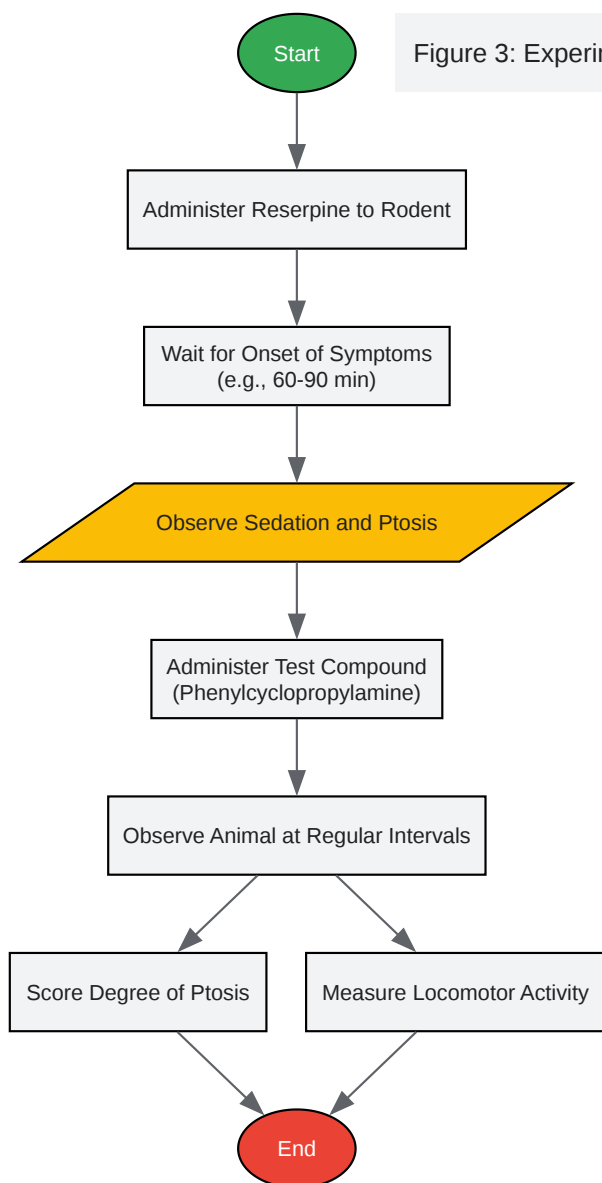 Start
Figure 3: Experi
Administer Reserpine to Rodent
Wait for Onset of Symptoms
(e.g., 60-90 min)
Observe Sedation and Ptosis
Administer Test Compound
(Phenylcyclopropylamine)
Observe Animal at Regular Intervals
Score Degree of Ptosis
Measure Locomotor Activity
End